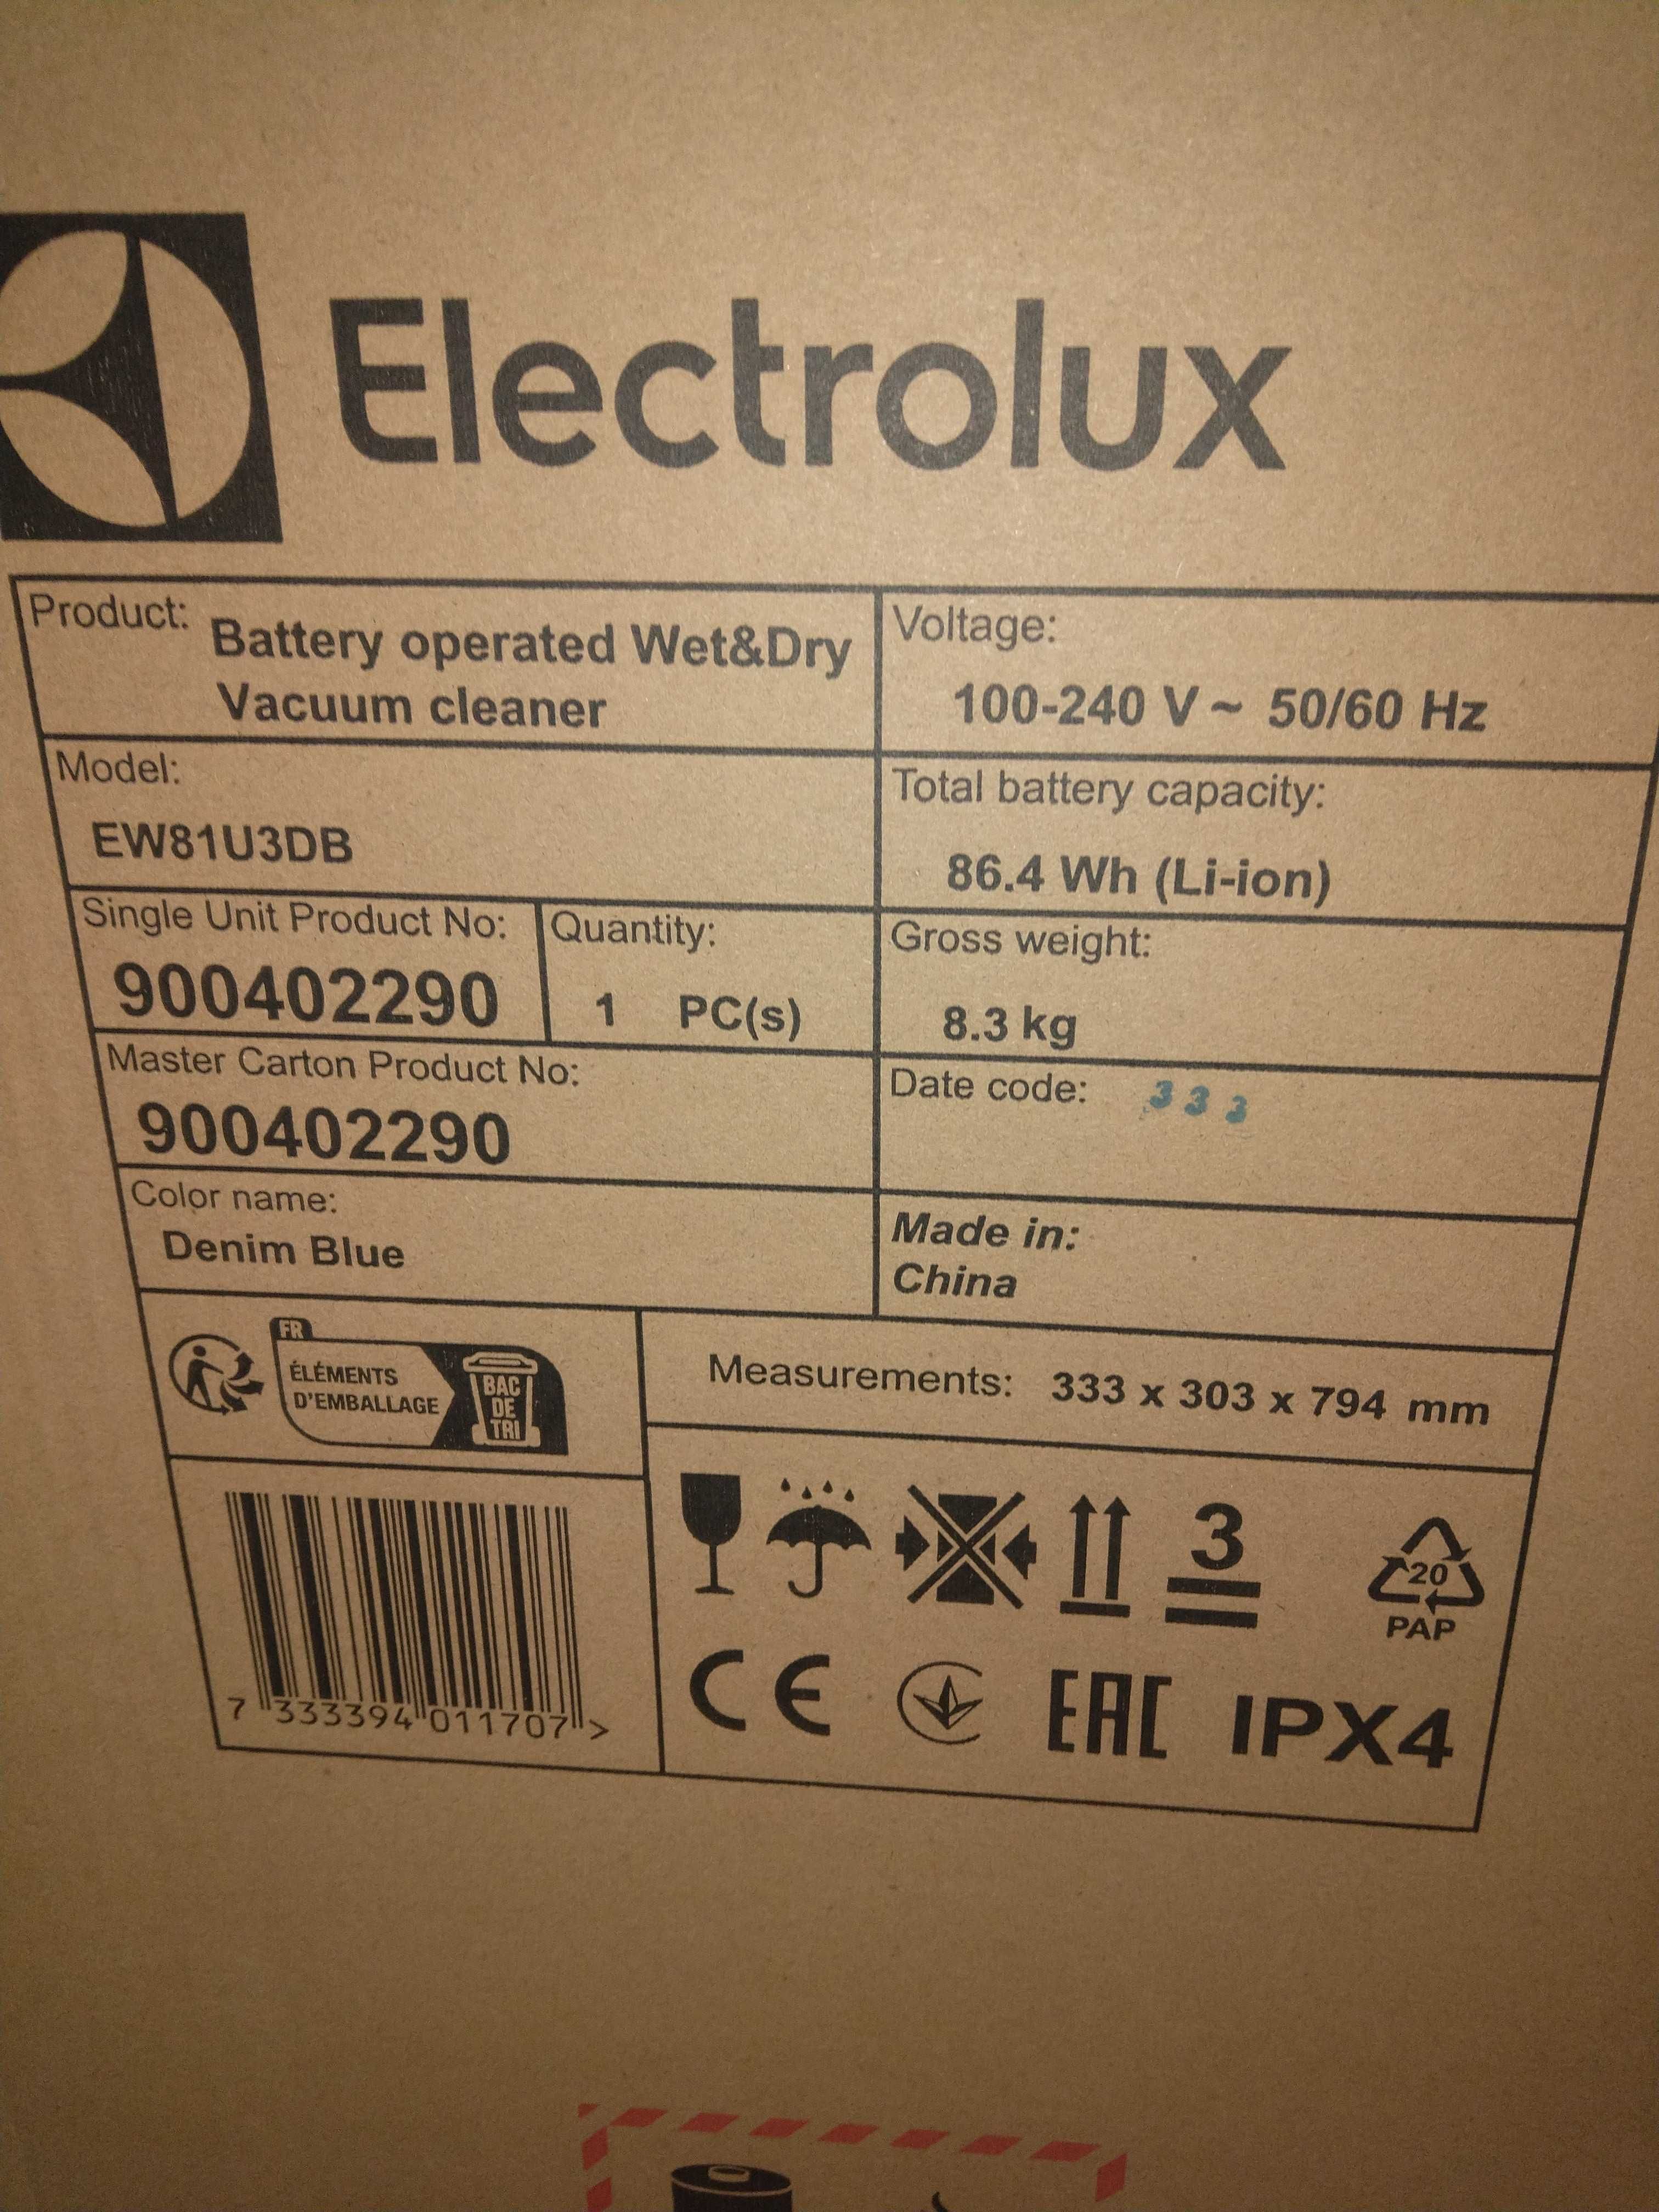 Electrolux
Product: Battery operated Wet&Dry
Vacuum cleaner
Voltage:
100-240 V ~ 50/60 Hz
Model:
EW81U3DB
Total battery capacity:
86.4 Wh (Li-ion)
Single Unit Product No:
900402290
Quantity:
1 PC(s)
Gross weight:
8.3 kg
Master Carton Product No:
900402290
Date code: 333
Color name:
Denim Blue
Made in:
China
FR
ÉLÉMENTS
D'EMBALLAGE
BAC
DE
TRI
Measurements: 333 x 303 x 794 mm
3
20
PAP
7 333394 011707 >
CE
EAC IPX4